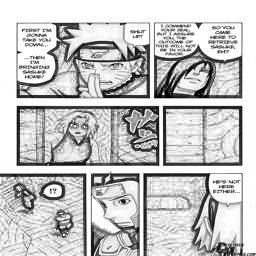 SO YOU
CAME
HERE TO
RETRIEVE
SASUKE,
EH?
I COMMEND
YOUR ZEAL,
BUT I ASSURE
YOU, THE
OUTCOME OF
THIS WILL NOT
BE IN YOUR
FAVOR.
SHUT
UP!
FIRST I'M
GONNA
TAKE YOU
DOWN...
...THEN
I'M
BRINGING
SASUKE
HOME!
HE'S NOT
HERE
EITHER...
!?